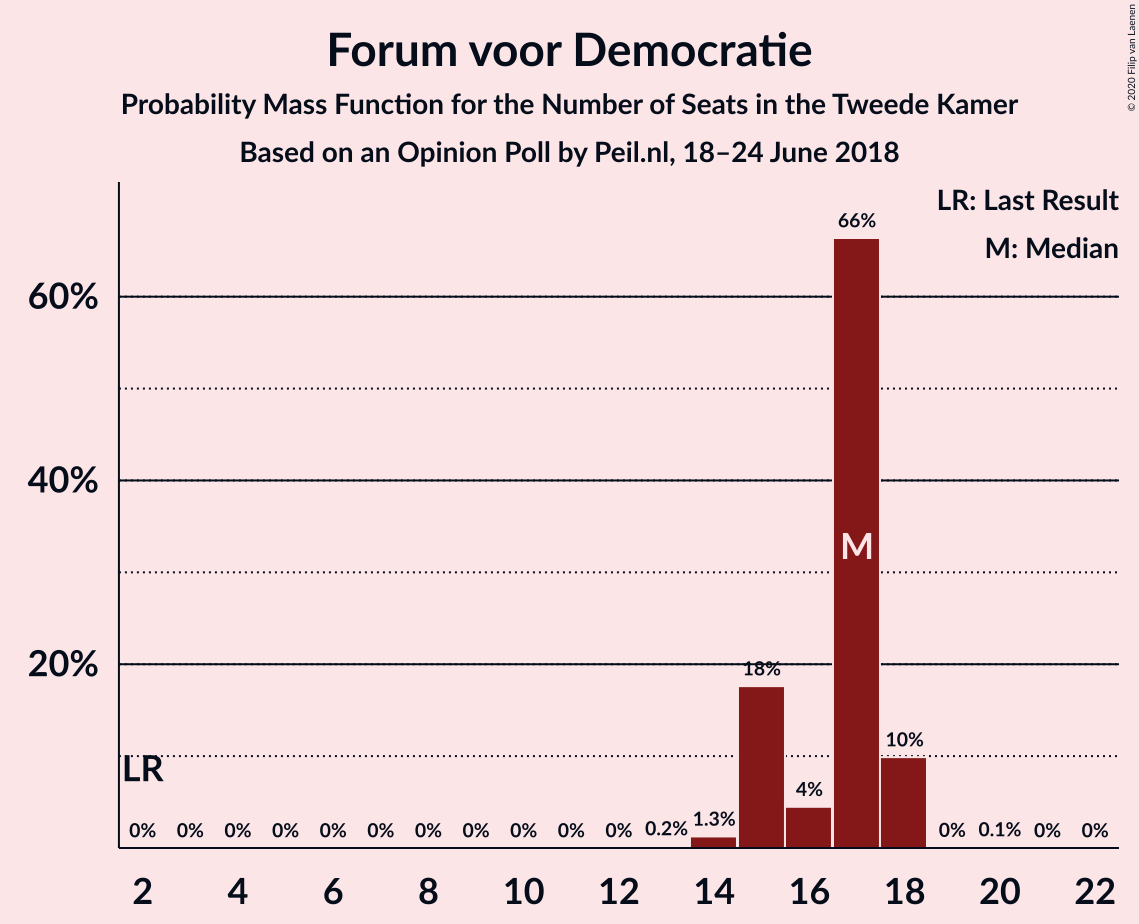 Forum voor Democratie
Probability Mass Function for the Number of Seats in the Tweede Kamer
Based on an Opinion Poll by Peil.nl, 18–24 June 2018
© 2020 Filip van Laenen
LR: Last Result
M: Median
66%
60%
40%
M
20%
18%
10%
LR
4%
1.3%
0% 0% 0% 0% 0% 0% 0% 0% 0% 0% 0% 0.2% 0% 0.1% 0% 0%
2 4 6 8 10 12 14 16 18 20 22